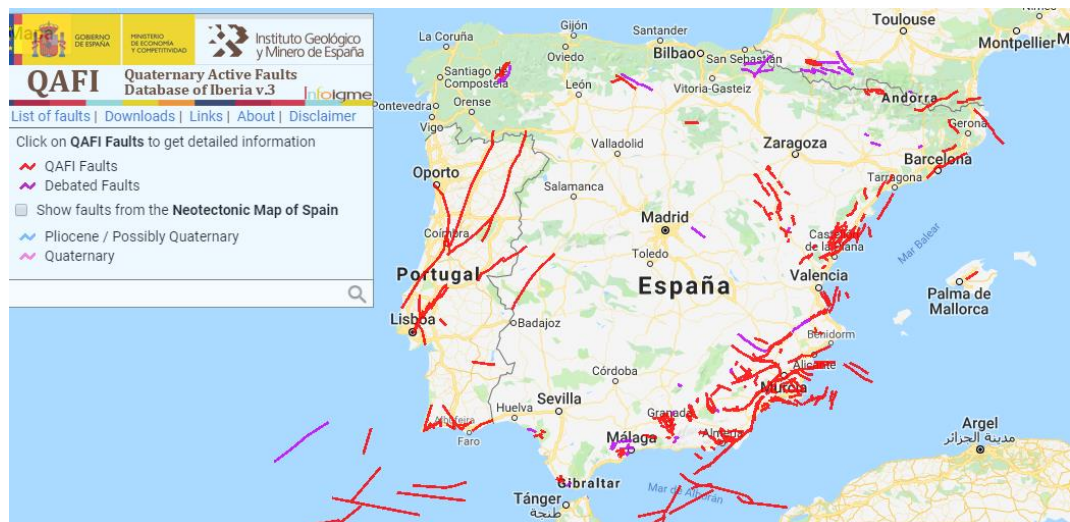 Mapa
GOBIERNO
DE ESPAÑA
MINISTERIO
DE ECONOMÍA
Y COMPETITIVIDAD
Instituto Geológico
y Minero de España
QAFI
Quaternary Active Faults
Database of Iberia v.3
Infoigme
List of faults | Downloads | Links | About | Disclaimer
Click on QAFI Faults to get detailed information
QAFI Faults
Debated Faults
Show faults from the Neotectonic Map of Spain
Pliocene / Possibly Quaternary
Quaternary
La Coruña
Gijón
Oviedo
Santander
Bilbao
San Sebastián
Toulouse
Nîmes
Montpellier
M
Santiago de
Compostela
León
Vitoria-Gasteiz
Andorra
Pontevedra
Orense
Vigo
Gerona
Valladolid
Zaragoza
Barcelona
Oporto
Salamanca
Tarragona
Madrid
Coímbra
Castellón
de la Plana
Mar Balear
Toledo
Portugal
España
Valencia
Palma de
Mallorca
Lisboa
Badajoz
Benidorm
Alicante
Córdoba
Murcia
Sevilla
Huelva
Granada
Albufeira
Faro
Málaga
Almería
Argel
مدينة الجزائر
Gibraltar
Mar de Alborán
Tánger
طنجة